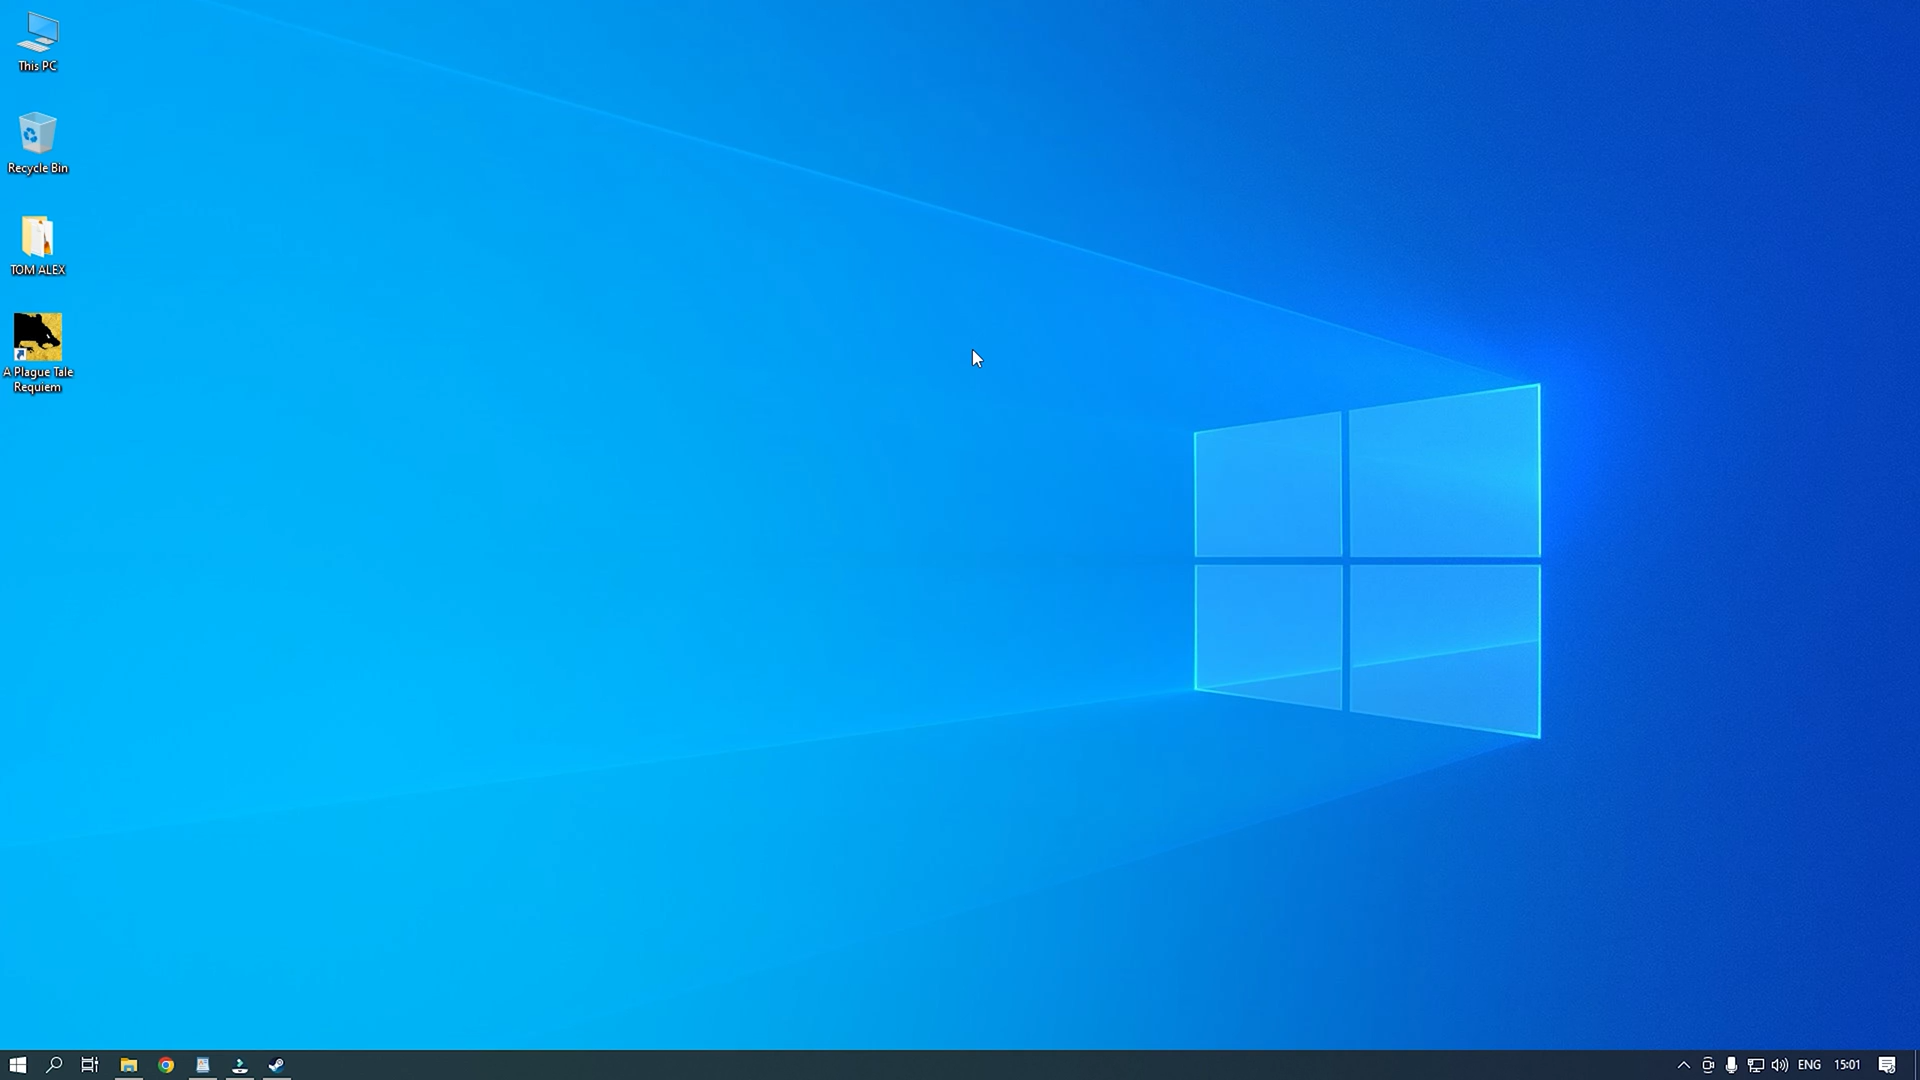 This PC
Recycle Bin
TOM ALEX
A Plague Tale
Requiem
ENG
15:01